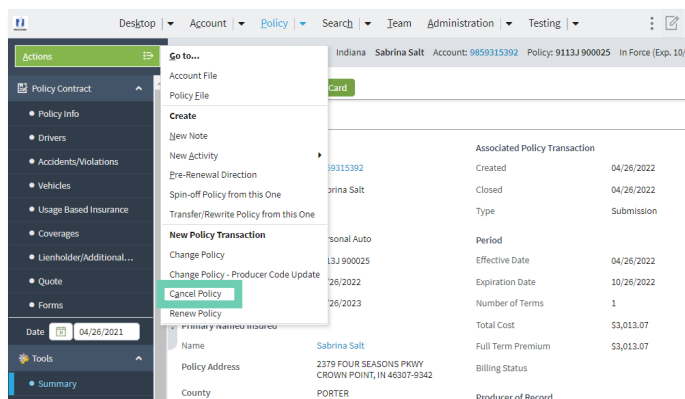 Desktop Account Policy Search Team Administration Testing
Actions
Indiana Sabrina Salt Account: 9859315392 Policy: 9113J 900025 In Force (Exp. 10/
Go to...
Account File
Policy File
Create
New Note
New Activity
Pre-Renewal Direction
Spin-off Policy from this One
Transfer/Rewrite Policy from this One
New Policy Transaction
Change Policy
Change Policy - Producer Code Update
Cancel Policy
Renew Policy
Policy Contract
Policy Info
Drivers
Accidents/Violations
Vehicles
Usage Based Insurance
Coverages
Lienholder/Additional...
Quote
Forms
Date 04/26/2021
Tools
Summary
Card
59315392
brina Salt
rsonal Auto
13J 900025
/26/2022
/26/2023
Primary Named Insured
Name Sabrina Salt
Policy Address 2379 FOUR SEASONS PKWY
CROWN POINT, IN 46307-9342
County PORTER
Associated Policy Transaction
Created 04/26/2022
Closed 04/26/2022
Type Submission
Period
Effective Date 04/26/2022
Expiration Date 10/26/2022
Number of Terms 1
Total Cost $3,013.07
Full Term Premium $3,013.07
Billing Status
Producer of Record